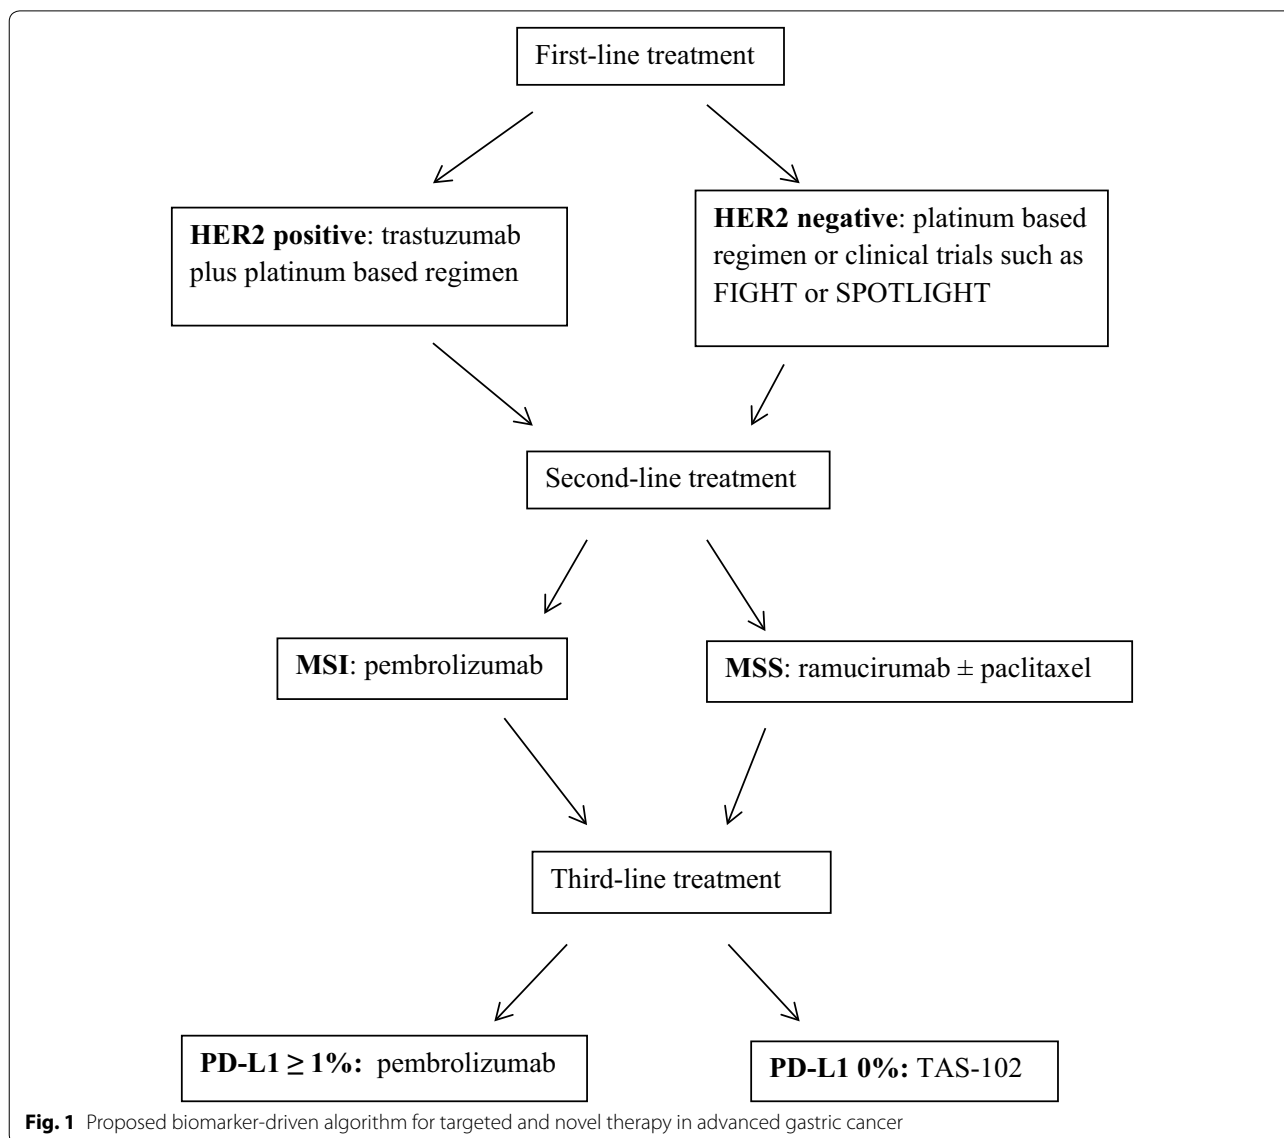 First-line treatment
HER2 positive: trastuzumab
plus platinum based regimen
HER2 negative: platinum based
regimen or clinical trials such as
FIGHT or SPOTLIGHT
Second-line treatment
MSI: pembrolizumab
MSS: ramucirumab ± paclitaxel
Third-line treatment
PD-L1 ≥ 1%: pembrolizumab
PD-L1 0%: TAS-102
Fig. 1 Proposed biomarker-driven algorithm for targeted and novel therapy in advanced gastric cancer